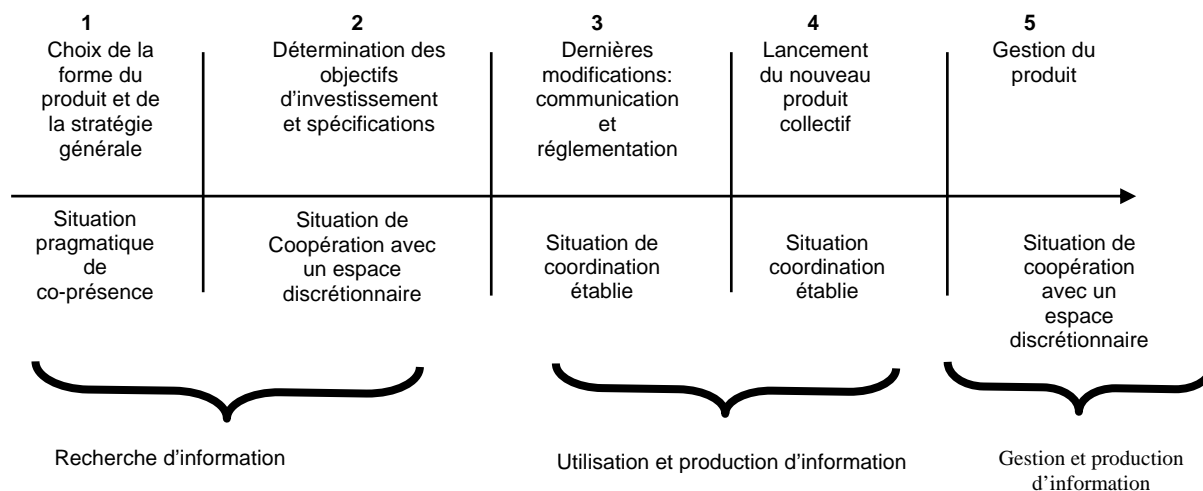 1
Choix de la
forme du
produit et de
la stratégie
générale
2
Détermination des
objectifs
d'investissement
et spécifications
3
Dernières
modifications:
communication
et
réglementation
4
Lancement
du nouveau
produit
collectif
5
Gestion du
produit
Situation
pragmatique
de
co-présence
Situation de
Coopération avec
un espace
discrétionnaire
Situation de
coordination
établie
Situation
coordination
établie
Situation de
coopération
avec un
espace
discrétionnaire
Recherche d'information
Utilisation et production d'information
Gestion et production
d'information